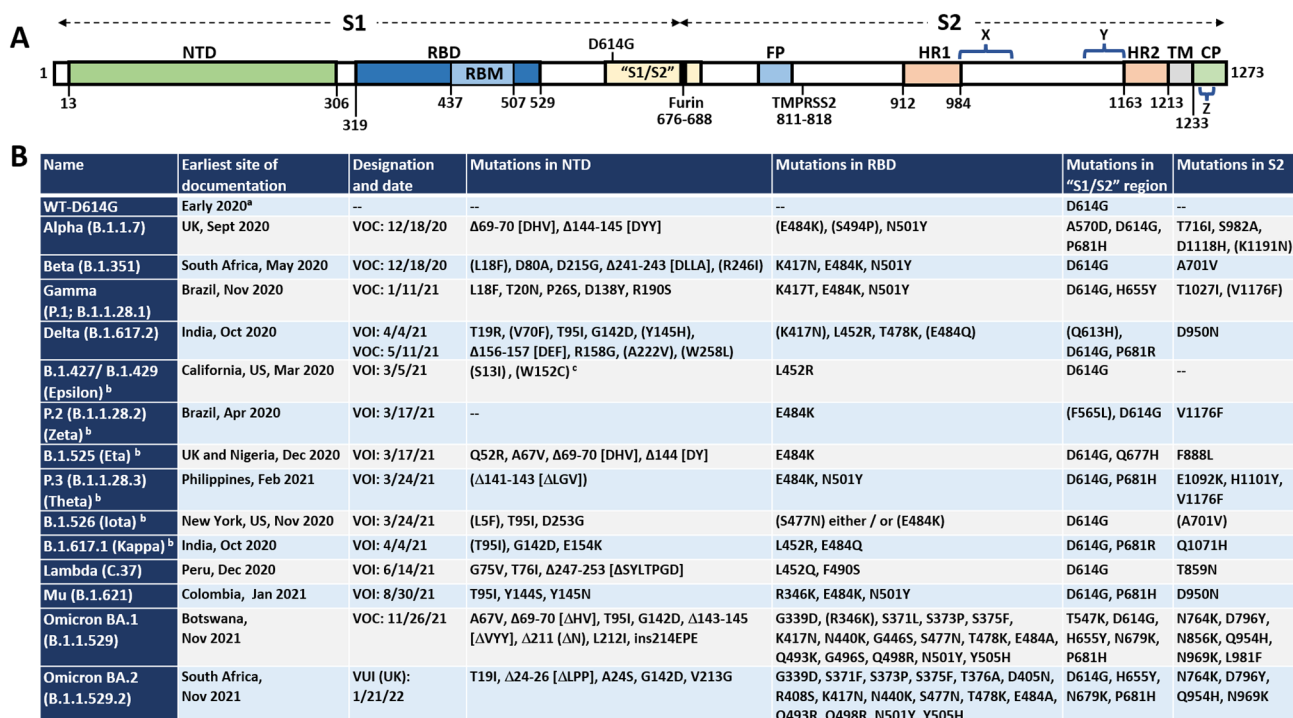 S1 S2
A
D614G
X Y
NTD RBD FP HR1 HR2 TM CP
1 RBM "S1/S2" 1273
13 306 437 507 529 Furin TMPRSS2 912 984 1163 1213 Z
319 676-688 811-818 1233
B
Name Earliest site of documentation Designation and date Mutations in NTD Mutations in RBD Mutations in "S1/S2" region Mutations in S2
WT-D614G Early 2020ᵃ -- -- -- D614G --
Alpha (B.1.1.7) UK, Sept 2020 VOC: 12/18/20 Δ69-70 [DHV], Δ144-145 [DYY] (E484K), (S494P), N501Y A570D, D614G, T716I, S982A,
P681H D1118H, (K1191N)
Beta (B.1.351) South Africa, May 2020 VOC: 12/18/20 (L18F), D80A, D215G, Δ241-243 [DLLA], (R246I) K417N, E484K, N501Y D614G A701V
Gamma Brazil, Nov 2020 VOC: 1/11/21 L18F, T20N, P26S, D138Y, R190S K417T, E484K, N501Y D614G, H655Y T1027I, (V1176F)
(P.1; B.1.1.28.1)
Delta (B.1.617.2) India, Oct 2020 VOI: 4/4/21 T19R, (V70F), T95I, G142D, (Y145H), (K417N), L452R, T478K, (E484Q) (Q613H), D950N
VOC: 5/11/21 Δ156-157 [DEF], R158G, (A222V), (W258L) D614G, P681R
B.1.427/ B.1.429 California, US, Mar 2020 VOI: 3/5/21 (S13I) , (W152C) ᶜ L452R D614G --
(Epsilon) ᵇ
P.2 (B.1.1.28.2) Brazil, Apr 2020 VOI: 3/17/21 -- E484K (F565L), D614G V1176F
(Zeta) ᵇ
B.1.525 (Eta) ᵇ UK and Nigeria, Dec 2020 VOI: 3/17/21 Q52R, A67V, Δ69-70 [DHV], Δ144 [DY] E484K D614G, Q677H F888L
P.3 (B.1.1.28.3) Philippines, Feb 2021 VOI: 3/24/21 (Δ141-143 [ΔLGV]) E484K, N501Y D614G, P681H E1092K, H1101Y,
(Theta) ᵇ V1176F
B.1.526 (Iota) ᵇ New York, US, Nov 2020 VOI: 3/24/21 (L5F), T95I, D253G (S477N) either / or (E484K) D614G (A701V)
B.1.617.1 (Kappa) ᵇ India, Oct 2020 VOI: 4/4/21 (T95I), G142D, E154K L452R, E484Q D614G, P681R Q1071H
Lambda (C.37) Peru, Dec 2020 VOI: 6/14/21 G75V, T76I, Δ247-253 [ΔSYLTPGD] L452Q, F490S D614G T859N
Mu (B.1.621) Colombia, Jan 2021 VOI: 8/30/21 T95I, Y144S, Y145N R346K, E484K, N501Y D614G, P681H D950N
Omicron BA.1 Botswana, VOC: 11/26/21 A67V, Δ69-70 [ΔHV], T95I, G142D, Δ143-145 G339D, (R346K), S371L, S373P, S375F, T547K, D614G, N764K, D796Y,
(B.1.1.529) Nov 2021 [ΔVYY], Δ211 (ΔN), L212I, ins214EPE K417N, N440K, G446S, S477N, T478K, E484A, H655Y, N679K, N856K, Q954H,
Q493K, G496S, Q498R, N501Y, Y505H P681H N969K, L981F
Omicron BA.2 South Africa, VUI (UK): T19I, Δ24-26 [ΔLPP], A24S, G142D, V213G G339D, S371F, S373P, S375F, T376A, D405N, D614G, H655Y, N764K, D796Y,
(B.1.1.529.2) Nov 2021 1/21/22 R408S, K417N, N440K, S477N, T478K, E484A, N679K, P681H Q954H, N969K
Q493R, Q498R, N501Y, Y505H